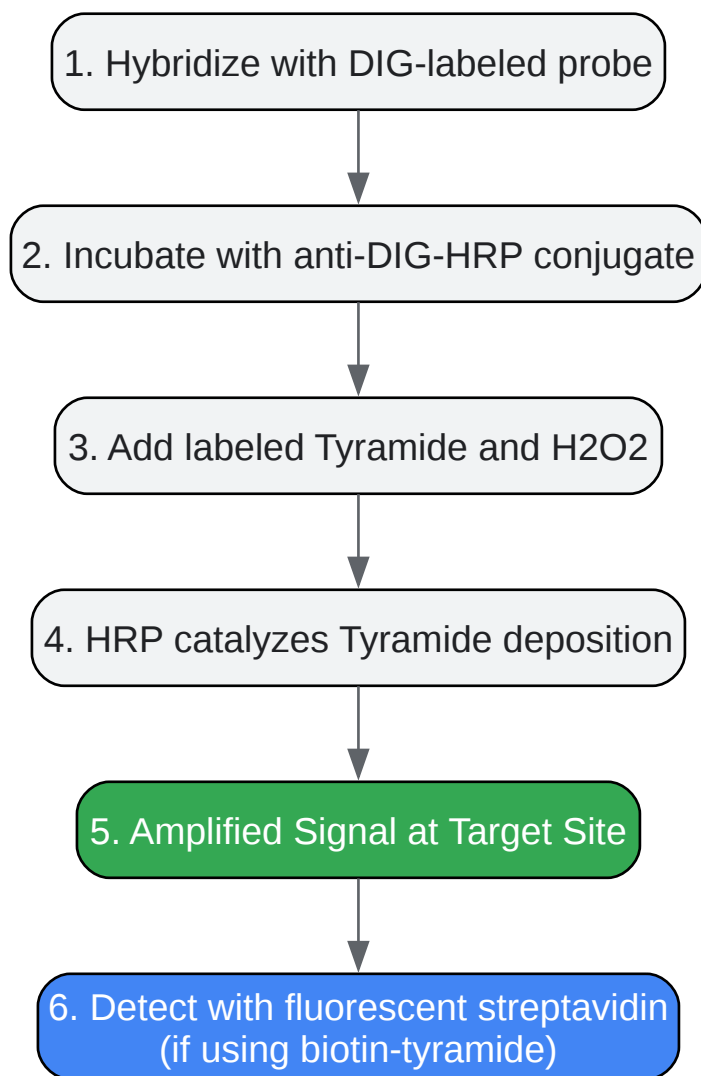 1. Hybridize with DIG-labeled probe
2. Incubate with anti-DIG-HRP conjugate
3. Add labeled Tyramide and H2O2
4. HRP catalyzes Tyramide deposition
5. Amplified Signal at Target Site
6. Detect with fluorescent streptavidin
(if using biotin-tyramide)